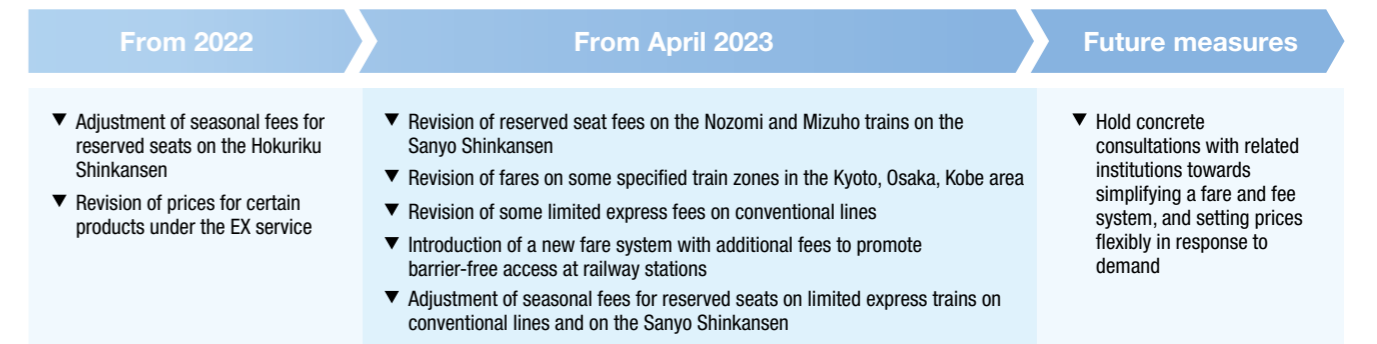 From 2022
From April 2023
Future measures
▼ Adjustment of seasonal fees for
reserved seats on the Hokuriku
Shinkansen
▼ Revision of prices for certain
products under the EX service
▼ Revision of reserved seat fees on the Nozomi and Mizuho trains on the
Sanyo Shinkansen
▼ Revision of fares on some specified train zones in the Kyoto, Osaka, Kobe area
▼ Revision of some limited express fees on conventional lines
▼ Introduction of a new fare system with additional fees to promote
barrier-free access at railway stations
▼ Adjustment of seasonal fees for reserved seats on limited express trains on
conventional lines and on the Sanyo Shinkansen
▼ Hold concrete
consultations with related
institutions towards
simplifying a fare and fee
system, and setting prices
flexibly in response to
demand